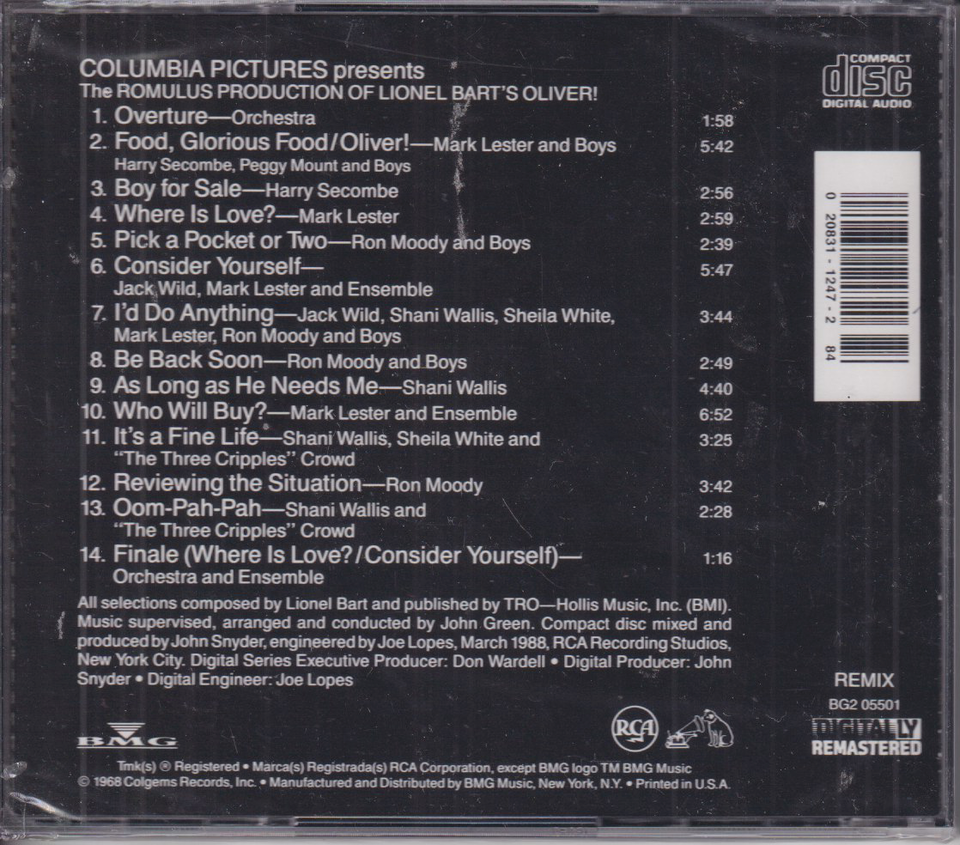 COLUMBIA PICTURES presents
The ROMULUS PRODUCTION OF LIONEL BART'S OLIVER!
1. Overture—Orchestra 1:58
2. Food, Glorious Food/Oliver!—Mark Lester and Boys 5:42
Harry Secombe, Peggy Mount and Boys
3. Boy for Sale—Harry Secombe 2:56
4. Where Is Love?—Mark Lester 2:59
5. Pick a Pocket or Two—Ron Moody and Boys 2:39
6. Consider Yourself— 5:47
Jack Wild, Mark Lester and Ensemble
7. I'd Do Anything—Jack Wild, Shani Wallis, Sheila White, 3:44
Mark Lester, Ron Moody and Boys
8. Be Back Soon—Ron Moody and Boys 2:49
9. As Long as He Needs Me—Shani Wallis 4:40
10. Who Will Buy?—Mark Lester and Ensemble 6:52
11. It's a Fine Life—Shani Wallis, Sheila White and 3:25
"The Three Cripples" Crowd
12. Reviewing the Situation—Ron Moody 3:42
13. Oom-Pah-Pah—Shani Wallis and 2:28
"The Three Cripples" Crowd
14. Finale (Where Is Love?/Consider Yourself)— 1:16
Orchestra and Ensemble
All selections composed by Lionel Bart and published by TRO—Hollis Music, Inc. (BMI).
Music supervised, arranged and conducted by John Green. Compact disc mixed and
produced by John Snyder, engineered by Joe Lopes, March 1988, RCA Recording Studios,
New York City. Digital Series Executive Producer: Don Wardell • Digital Producer: John
Snyder • Digital Engineer: Joe Lopes
BMG
RCA
Tmk(s) ® Registered • Marca(s) Registrada(s) RCA Corporation, except BMG logo TM BMG Music
© 1968 Colgems Records, Inc. • Manufactured and Distributed by BMG Music, New York, N.Y. • Printed in U.S.A.
COMPACT
disc
DIGITAL AUDIO
0 20831 - 1247 - 2 84
REMIX
BG2 05501
DIGITALLY
REMASTERED